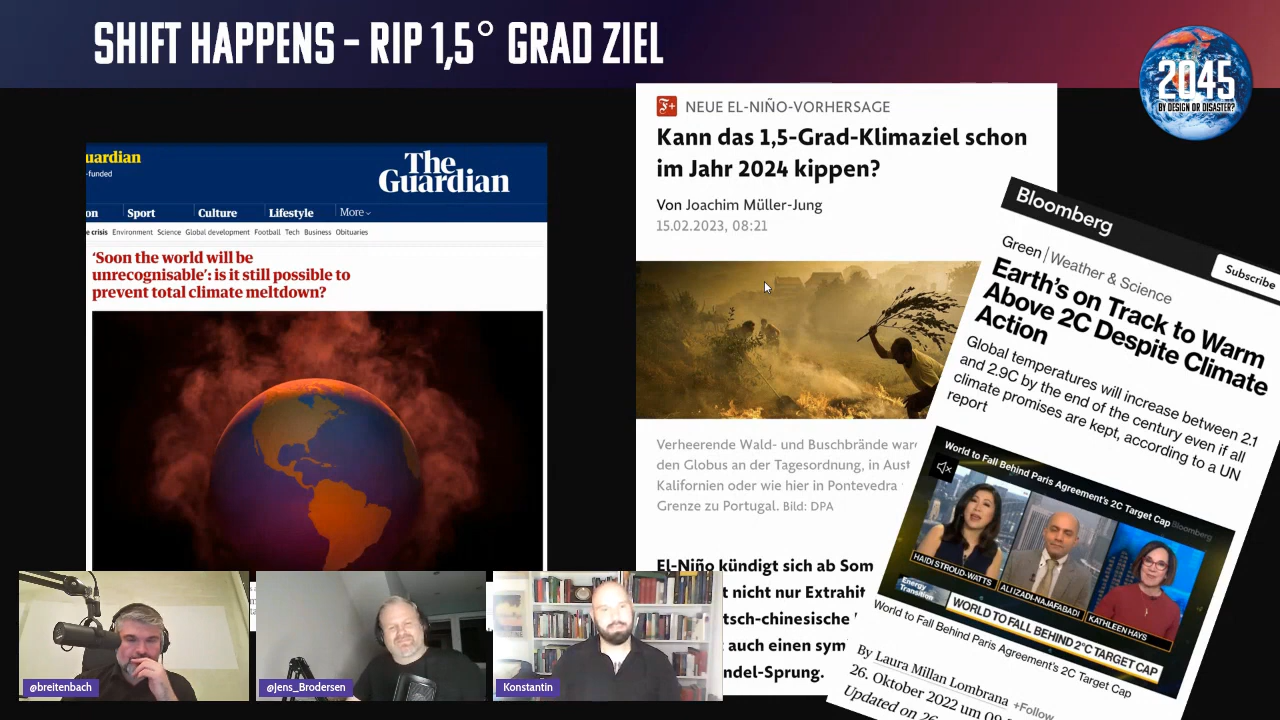 SHIFT HAPPENS - RIP 1,5° GRAD ZIEL
2045
BY DESIGN OR DISASTER?
uardian
-funded
The
Guardian
on
Sport
Culture
Lifestyle
More
e crisis Environment Science Global development Football Tech Business Obituaries
‘Soon the world will be
unrecognisable’: is it still possible to
prevent total climate meltdown?
F+ NEUE EL-NIÑO-VORHERSAGE
Kann das 1,5-Grad-Klimaziel schon
im Jahr 2024 kippen?
Von Joachim Müller-Jung
15.02.2023, 08:21
Verheerende Wald- und Buschbrände war
den Globus an der Tagesordnung, in Aust
Kalifornien oder wie hier in Pontevedra
Grenze zu Portugal. Bild: DPA
El-Niño kündigt sich ab Som
t nicht nur Extrahit
tsch-chinesische
auch einen sym
ndel-Sprung.
Bloomberg
Subscribe
Green | Weather & Science
Earth’s on Track to Warm
Above 2C Despite Climate
Action
Global temperatures will increase between 2.1
and 2.9C by the end of the century even if all
climate promises are kept, according to a UN
report
World to Fall Behind Paris Agreement's 2C Target Cap
Bloomberg
HAIDI STROUD-WATTS
ALI IZADI-NAJAFABADI
KATHLEEN HAYS
Energy
Transition
WORLD TO FALL BEHIND 2°C TARGET CAP
World to Fall Behind Paris Agreement's 2C Target Cap
By Laura Millan Lombrana +Follow
26. Oktober 2022 um
Updated on 26
@breitenbach
@Jens_Brodersen
Konstantin